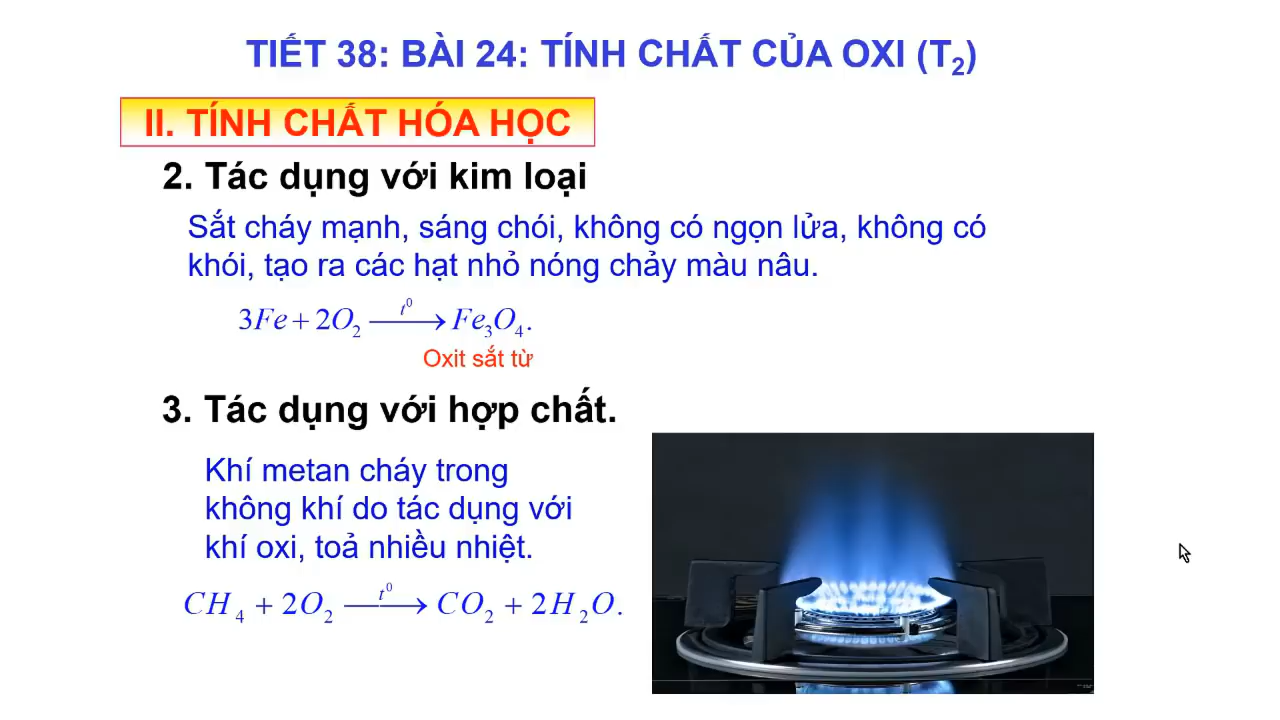 TIẾT 38: BÀI 24: TÍNH CHẤT CỦA OXI (T₂)
II. TÍNH CHẤT HÓA HỌC
2. Tác dụng với kim loại
Sắt cháy mạnh, sáng chói, không có ngọn lửa, không có
khói, tạo ra các hạt nhỏ nóng chảy màu nâu.
3Fe + 2O₂ —t⁰→ Fe₃O₄.
Oxit sắt từ
3. Tác dụng với hợp chất.
Khí metan cháy trong
không khí do tác dụng với
khí oxi, toả nhiều nhiệt.
CH₄ + 2O₂ —t⁰→ CO₂ + 2H₂O.